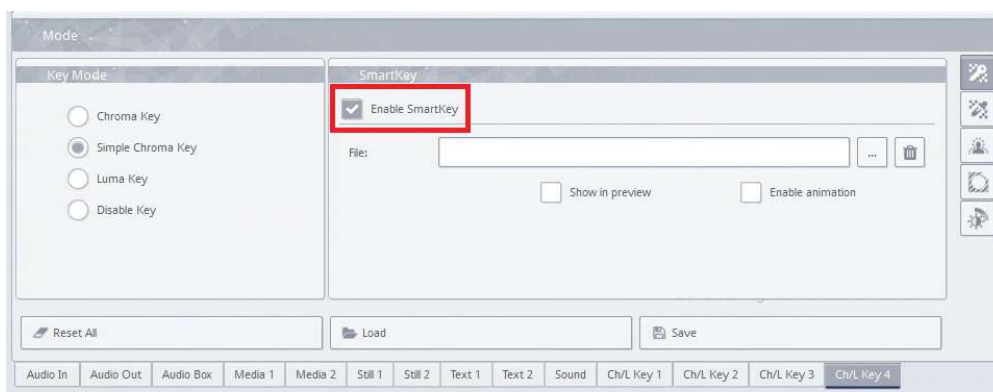 Mode
Key Mode
Chroma Key
Simple Chroma Key
Luma Key
Disable Key
SmartKey
Enable SmartKey
File:
...
Show in preview
Enable animation
Reset All
Load
Save
Audio In Audio Out Audio Box Media 1 Media 2 Still 1 Still 2 Text 1 Text 2 Sound Ch/L Key 1 Ch/L Key 2 Ch/L Key 3 Ch/L Key 4